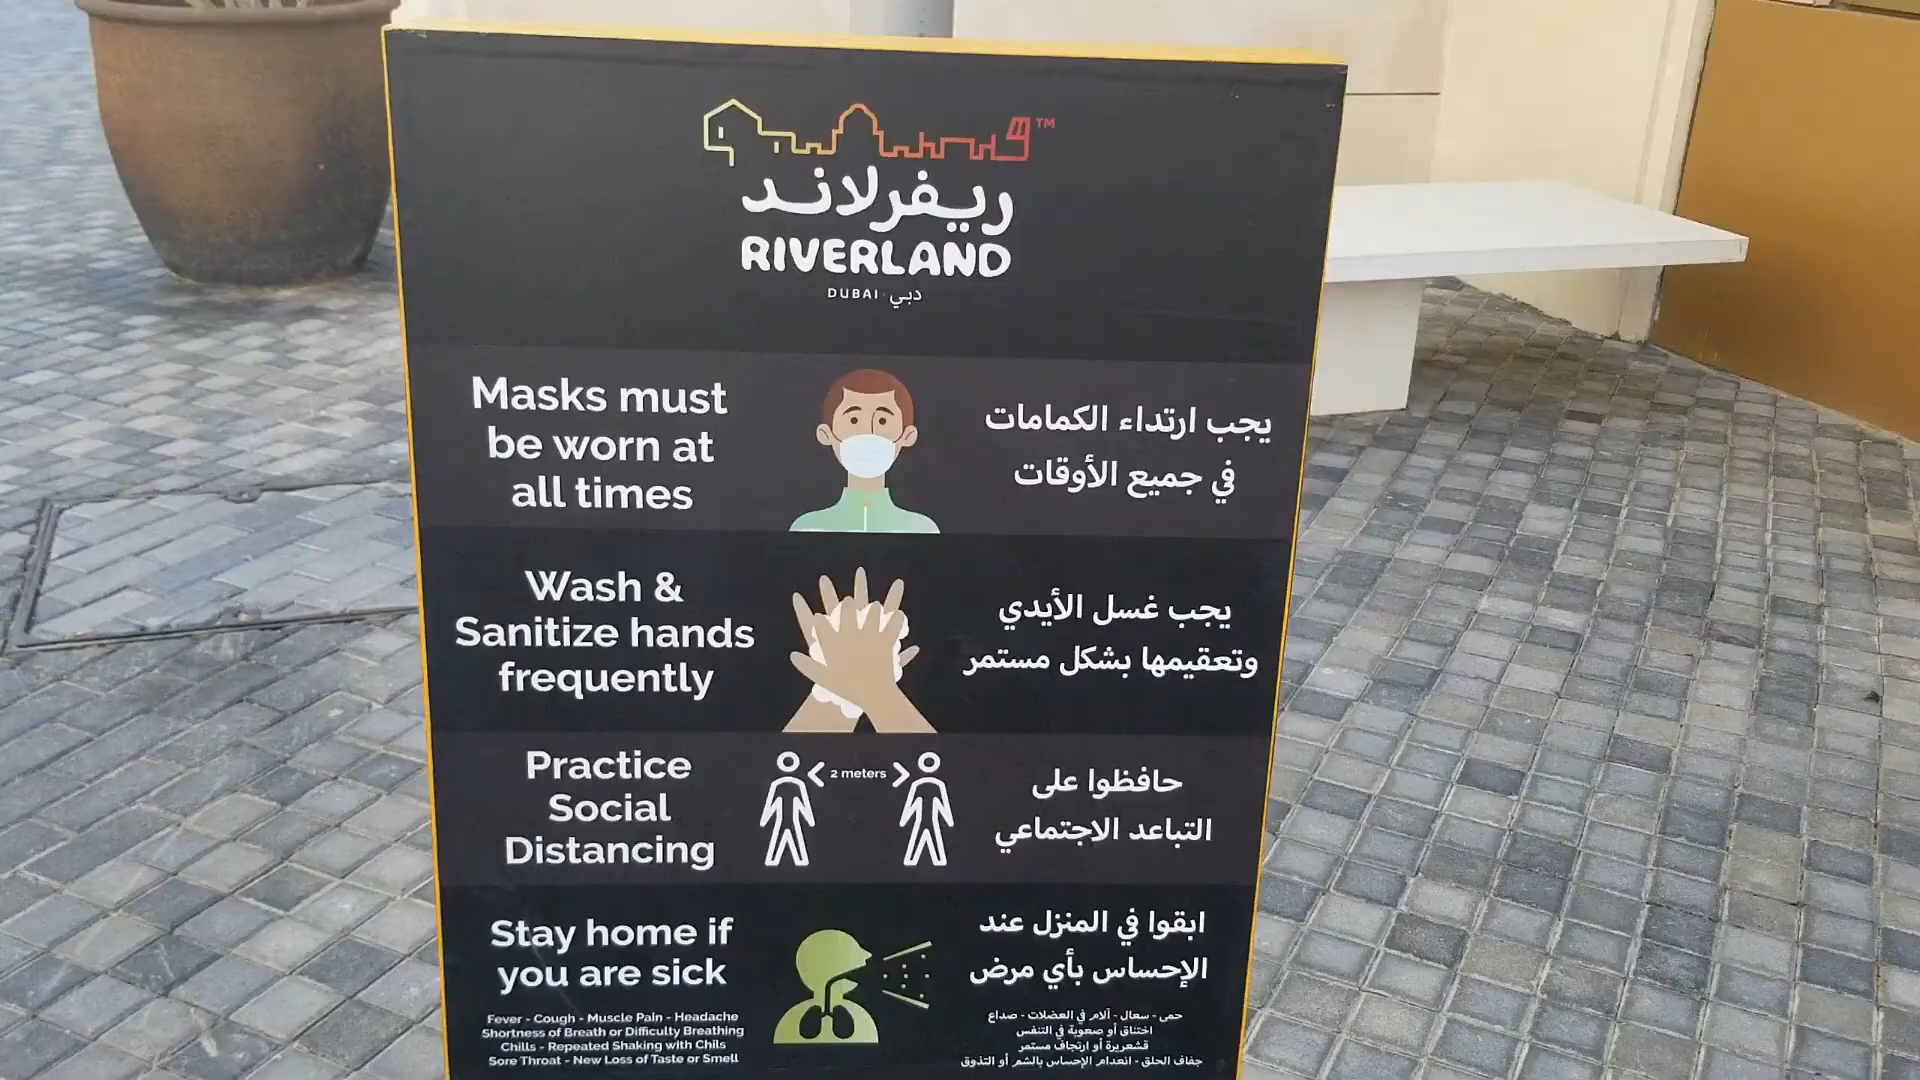 ™
ريفرلاند
RIVERLAND
DUBAI دبي
Masks must
be worn at
all times
يجب ارتداء الكمامات
في جميع الأوقات
Wash &
Sanitize hands
frequently
يجب غسل الأيدي
وتعقيمها بشكل مستمر
Practice
Social
Distancing
2 meters
حافظوا على
التباعد الاجتماعي
Stay home if
you are sick
Fever - Cough - Muscle Pain - Headache
Shortness of Breath or Difficulty Breathing
Chills - Repeated Shaking with Chils
Sore Throat - New Loss of Taste or Smell
ابقوا في المنزل عند
الإحساس بأي مرض
حمى - سعال - آلام في العضلات - صداع
اختناق أو صعوبة في التنفس
قشعريرة أو ارتجاف مستمر
جفاف الحلق - انعدام الإحساس بالشم أو التذوق